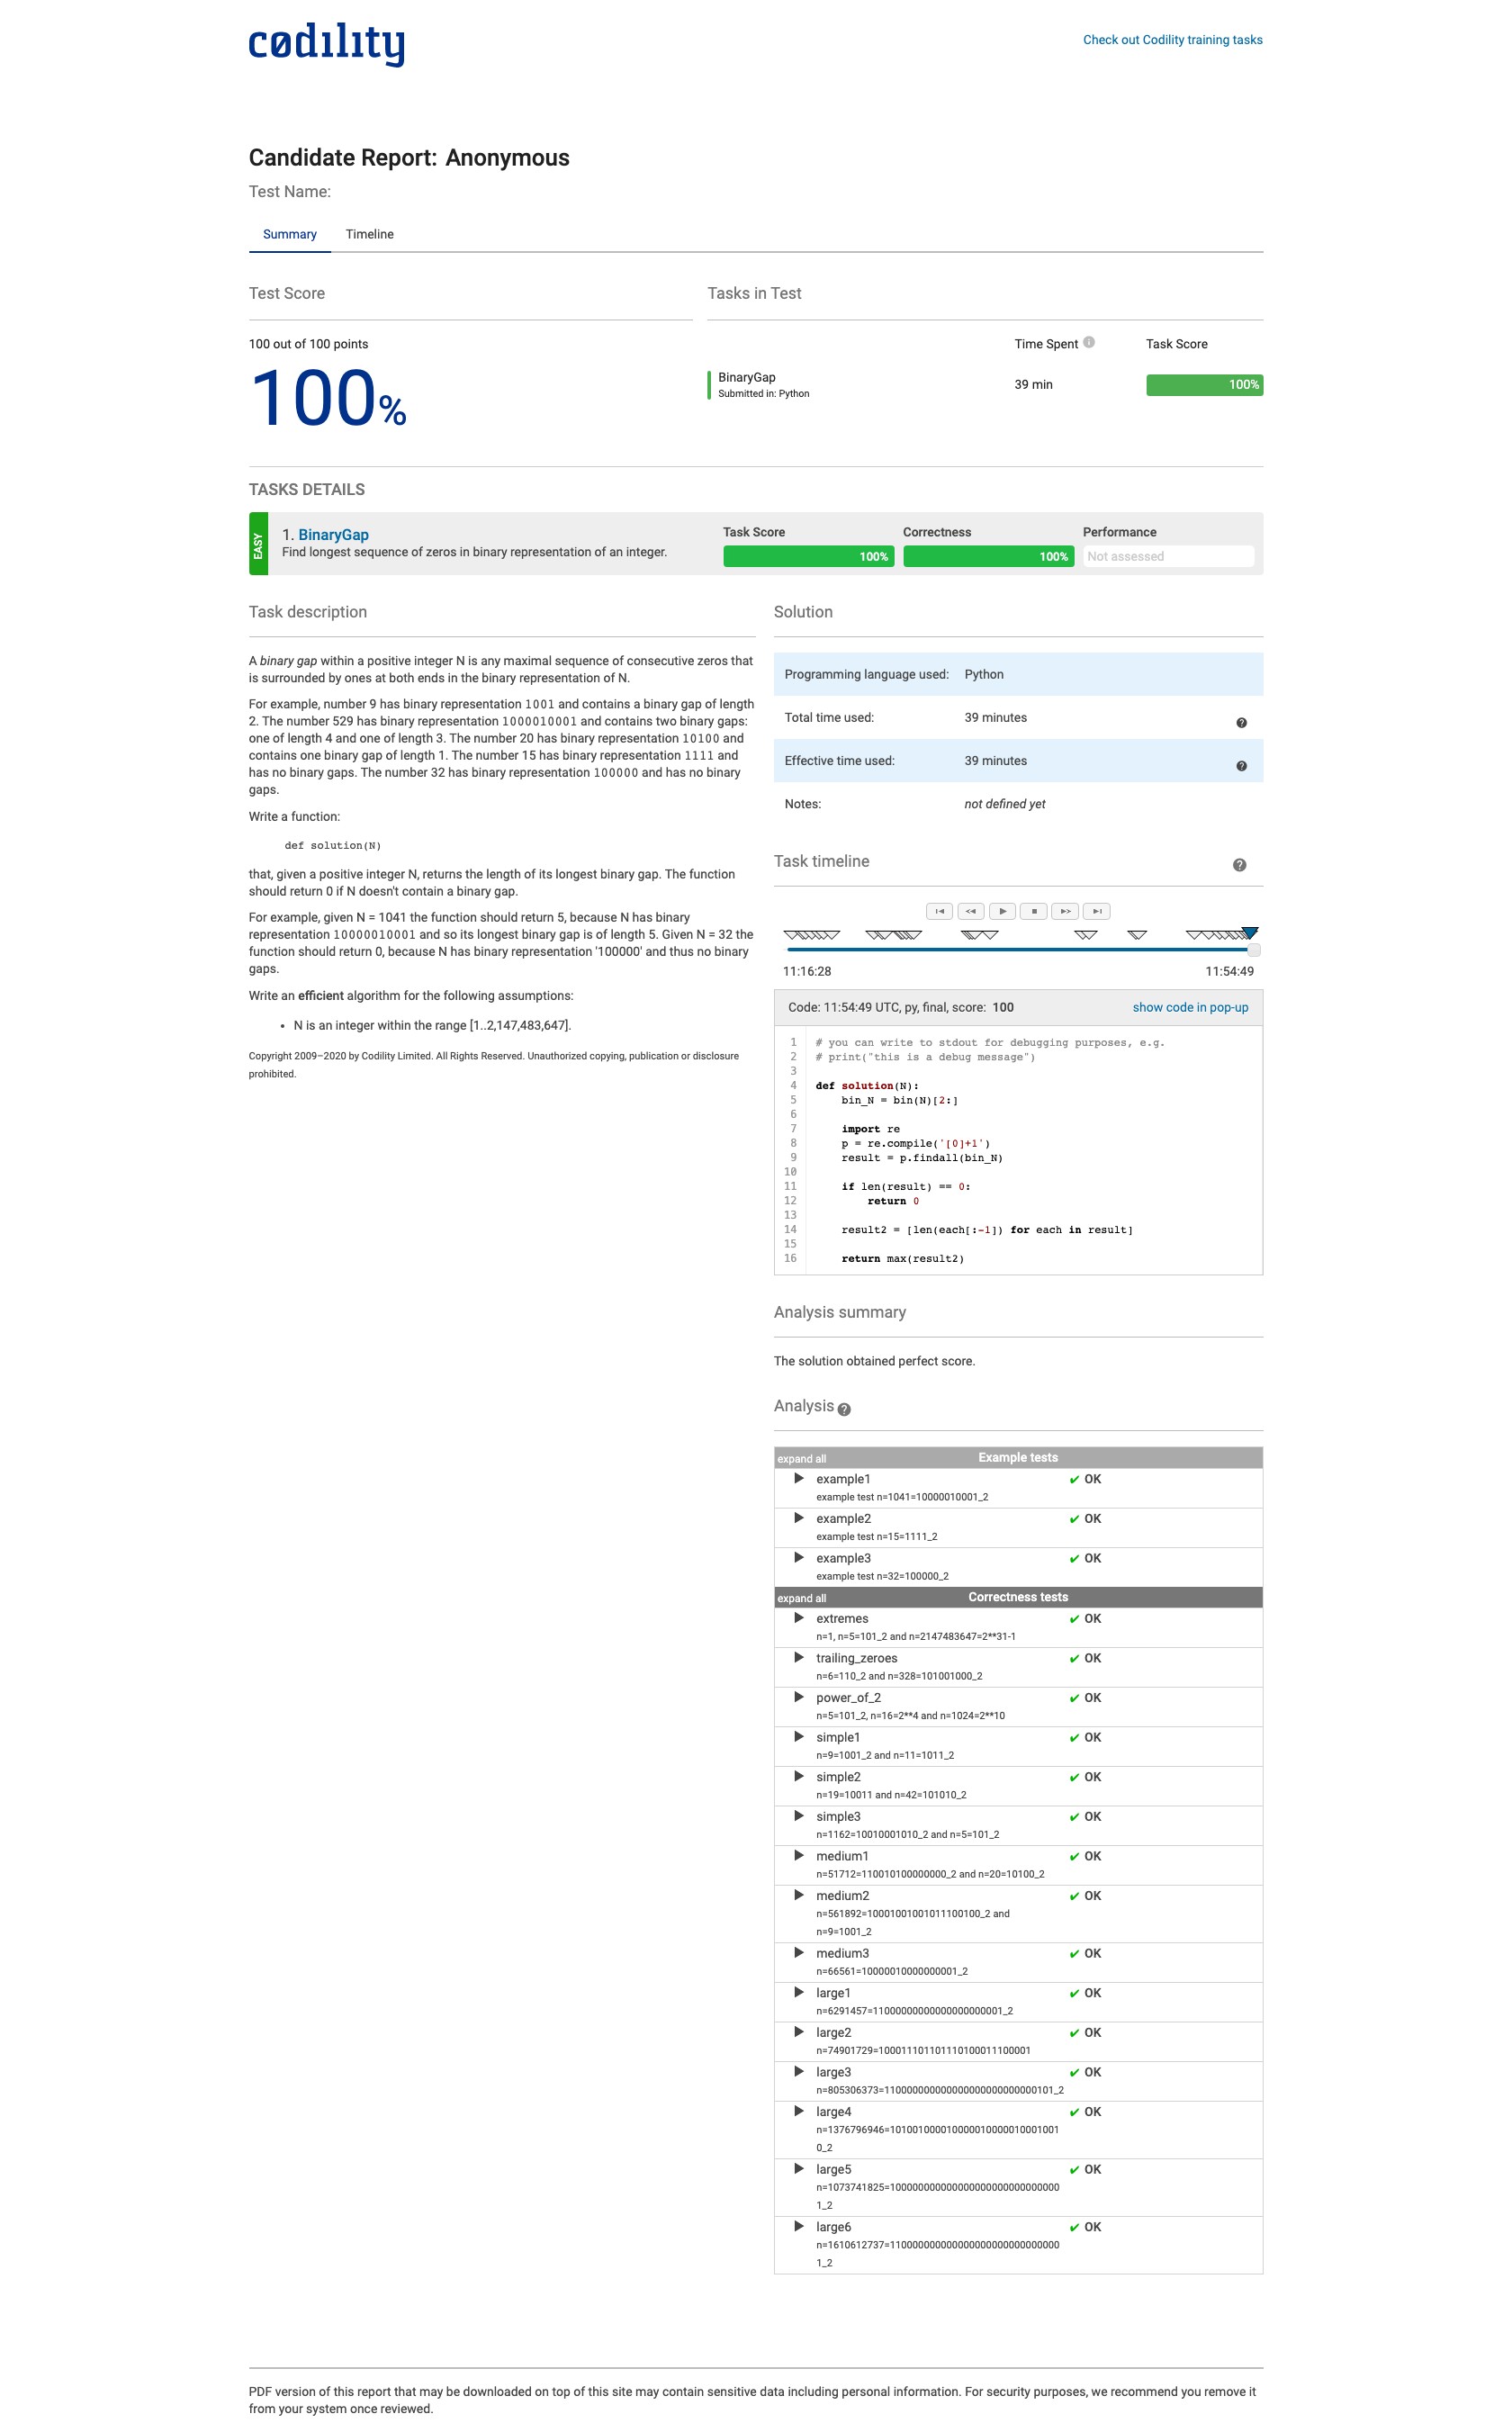 codility
Check out Codility training tasks
Candidate Report: Anonymous
Test Name:
Summary Timeline
Test Score
100 out of 100 points
100%
Tasks in Test
Time Spent Task Score
BinaryGap
Submitted in: Python
39 min
100%
TASKS DETAILS
EASY
1. BinaryGap
Find longest sequence of zeros in binary representation of an integer.
Task Score
100%
Correctness
100%
Performance
Not assessed
Task description
A binary gap within a positive integer N is any maximal sequence of consecutive zeros that
is surrounded by ones at both ends in the binary representation of N.
For example, number 9 has binary representation 1001 and contains a binary gap of length
2. The number 529 has binary representation 1000010001 and contains two binary gaps:
one of length 4 and one of length 3. The number 20 has binary representation 10100 and
contains one binary gap of length 1. The number 15 has binary representation 1111 and
has no binary gaps. The number 32 has binary representation 100000 and has no binary
gaps.
Write a function:
def solution(N)
that, given a positive integer N, returns the length of its longest binary gap. The function
should return 0 if N doesn't contain a binary gap.
For example, given N = 1041 the function should return 5, because N has binary
representation 10000010001 and so its longest binary gap is of length 5. Given N = 32 the
function should return 0, because N has binary representation '100000' and thus no binary
gaps.
Write an efficient algorithm for the following assumptions:
• N is an integer within the range [1..2,147,483,647].
Copyright 2009–2020 by Codility Limited. All Rights Reserved. Unauthorized copying, publication or disclosure
prohibited.
Solution
Programming language used: Python
Total time used: 39 minutes
Effective time used: 39 minutes
Notes: not defined yet
Task timeline
11:16:28 11:54:49
Code: 11:54:49 UTC, py, final, score: 100
show code in pop-up
1 # you can write to stdout for debugging purposes, e.g.
2 # print("this is a debug message")
3
4 def solution(N):
5 bin_N = bin(N)[2:]
6
7 import re
8 p = re.compile('[0]+1')
9 result = p.findall(bin_N)
10
11 if len(result) == 0:
12 return 0
13
14 result2 = [len(each[:-1]) for each in result]
15
16 return max(result2)
Analysis summary
The solution obtained perfect score.
Analysis
expand all Example tests
example1 ✔ OK
example test n=1041=10000010001_2
example2 ✔ OK
example test n=15=1111_2
example3 ✔ OK
example test n=32=100000_2
expand all Correctness tests
extremes ✔ OK
n=1, n=5=101_2 and n=2147483647=2**31-1
trailing_zeroes ✔ OK
n=6=110_2 and n=328=101001000_2
power_of_2 ✔ OK
n=5=101_2, n=16=2**4 and n=1024=2**10
simple1 ✔ OK
n=9=1001_2 and n=11=1011_2
simple2 ✔ OK
n=19=10011 and n=42=101010_2
simple3 ✔ OK
n=1162=10010001010_2 and n=5=101_2
medium1 ✔ OK
n=51712=110010100000000_2 and n=20=10100_2
medium2 ✔ OK
n=561892=10001001001011100100_2 and
n=9=1001_2
medium3 ✔ OK
n=66561=10000010000000001_2
large1 ✔ OK
n=6291457=11000000000000000000001_2
large2 ✔ OK
n=74901729=100011101101110100011100001
large3 ✔ OK
n=805306373=110000000000000000000000000101_2
large4 ✔ OK
n=1376796946=101001000010000010000010001001
0_2
large5 ✔ OK
n=1073741825=100000000000000000000000000000
1_2
large6 ✔ OK
n=1610612737=110000000000000000000000000000
1_2
PDF version of this report that may be downloaded on top of this site may contain sensitive data including personal information. For security purposes, we recommend you remove it
from your system once reviewed.